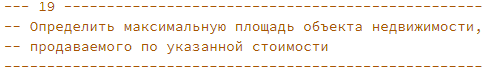 --- 19 -----------------------------------------------------
-- Определить максимальную площадь объекта недвижимости,
-- продаваемого по указанной стоимости
------------------------------------------------------------